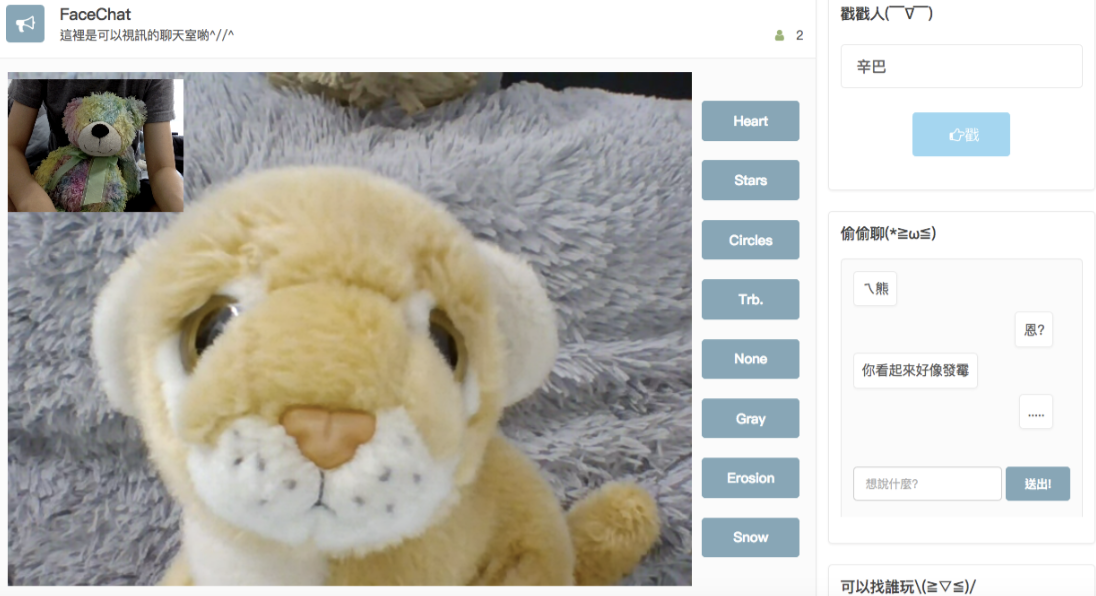 FaceChat
這裡是可以視訊的聊天室喲^//^
2
Heart
Stars
Circles
Trb.
None
Gray
Erosion
Snow
戳戳人(￣∇￣)
辛巴
戳
偷偷聊(*≧ω≦)
ㄟ熊
恩?
你看起來好像發霉
.....
想說什麼?
送出!
可以找誰玩\(≧▽≦)/